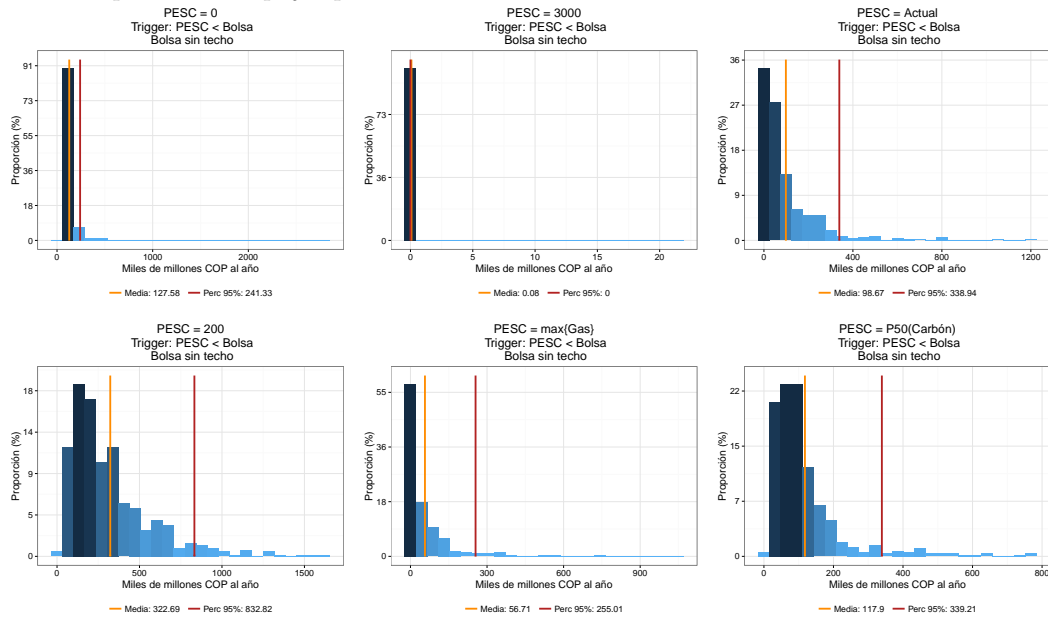 PESC = 0
Trigger: PESC < Bolsa
Bolsa sin techo
91
73
55
36
18
0
Proporción (%)
0
1000
2000
Miles de millones COP al año
Media: 127.58
Perc 95%: 241.33
PESC = 3000
Trigger: PESC < Bolsa
Bolsa sin techo
73
36
0
Proporción (%)
0
5
10
15
20
Miles de millones COP al año
Media: 0.08
Perc 95%: 0
PESC = Actual
Trigger: PESC < Bolsa
Bolsa sin techo
36
27
18
9
0
Proporción (%)
0
400
800
1200
Miles de millones COP al año
Media: 98.67
Perc 95%: 338.94
PESC = 200
Trigger: PESC < Bolsa
Bolsa sin techo
18
14
9
5
0
Proporción (%)
0
500
1000
1500
Miles de millones COP al año
Media: 322.69
Perc 95%: 832.82
PESC = max{Gas}
Trigger: PESC < Bolsa
Bolsa sin techo
55
36
18
0
Proporción (%)
0
300
600
900
Miles de millones COP al año
Media: 56.71
Perc 95%: 255.01
PESC = P50(Carbón)
Trigger: PESC < Bolsa
Bolsa sin techo
22
15
7
0
Proporción (%)
0
200
400
600
800
Miles de millones COP al año
Media: 117.9
Perc 95%: 339.21